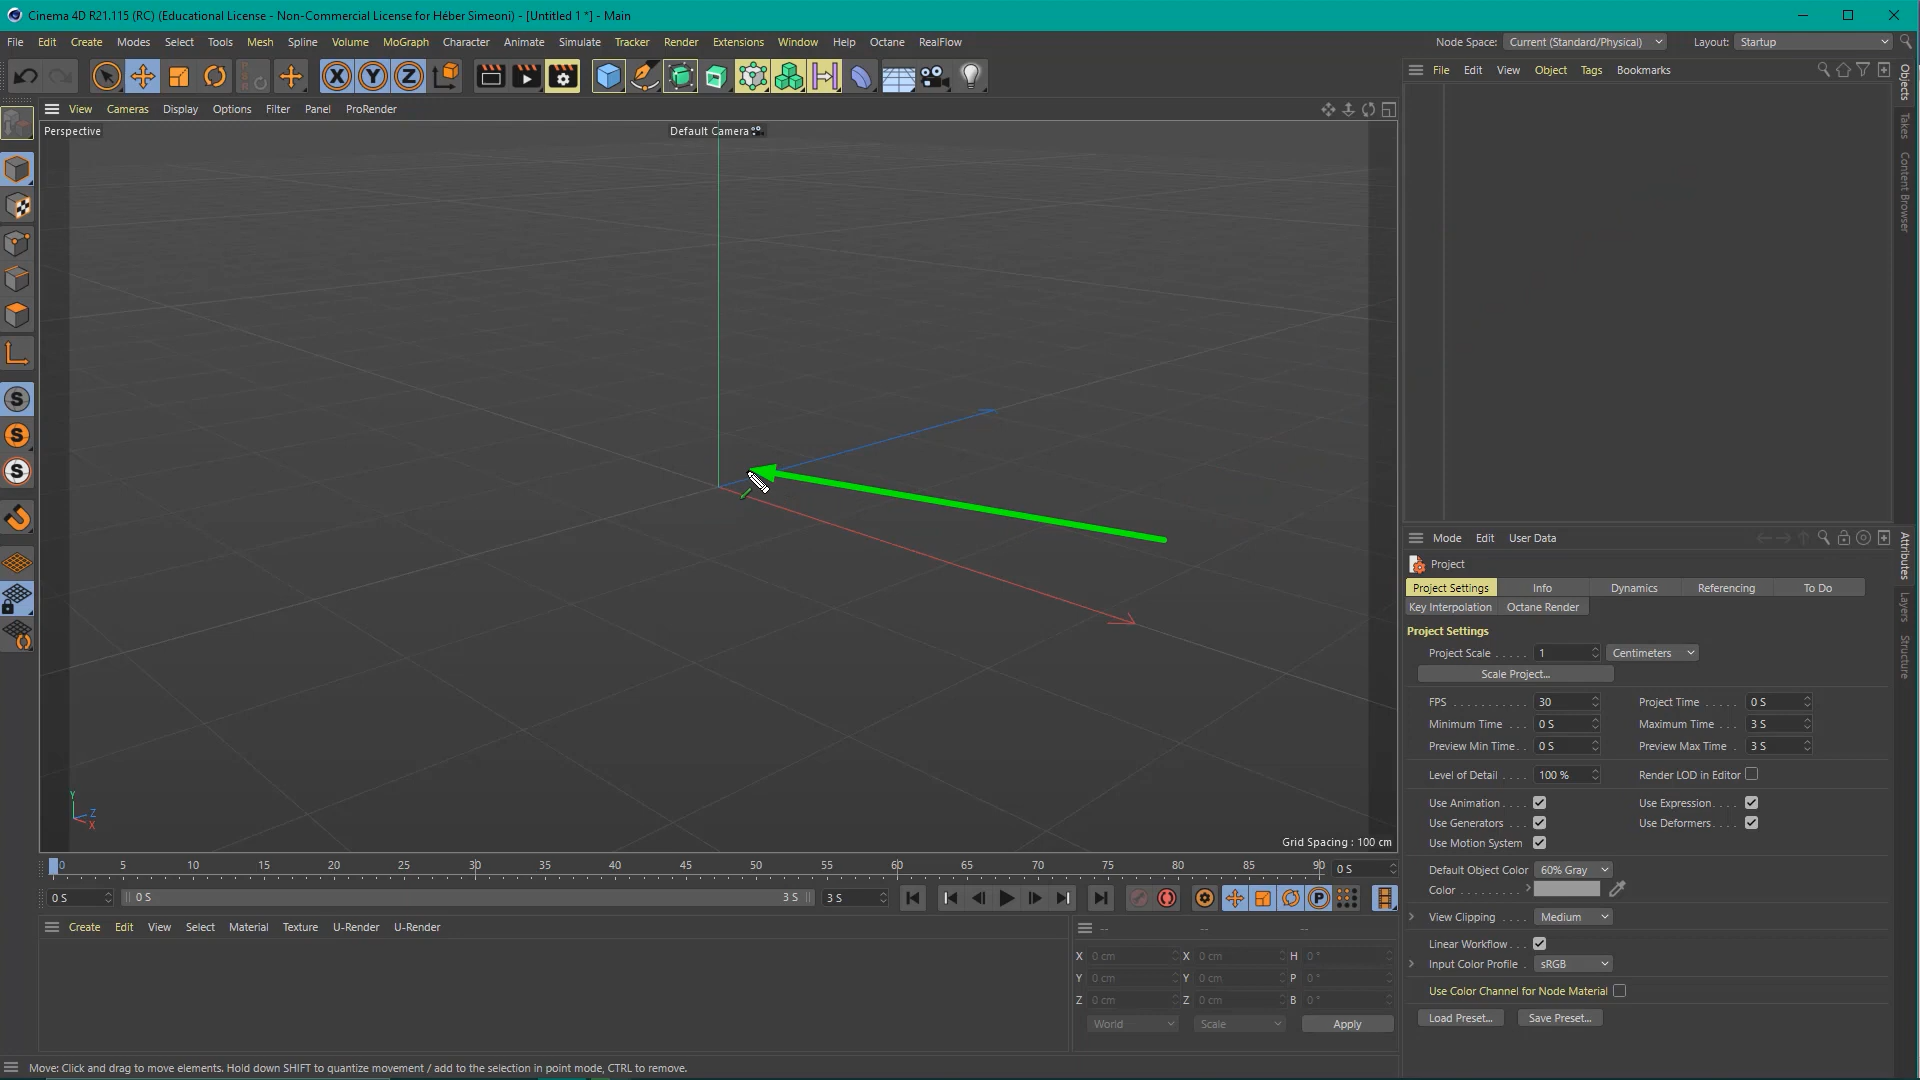 Cinema 4D R21.115 (RC) (Educational License - Non-Commercial License for Héber Simeoni) - [Untitled 1 *] - Main
File Edit Create Modes Select Tools Mesh Spline Volume MoGraph Character Animate Simulate Tracker Render Extensions Window Help Octane RealFlow Node Space: Current (Standard/Physical) Layout: Startup
X Y Z
File Edit View Object Tags Bookmarks
View Cameras Display Options Filter Panel ProRender
Perspective
Default Camera
Objects
Takes
Content Browser
S
S
S
Y
Z
X
Grid Spacing : 100 cm
Mode Edit User Data
Attributes
Layers
Structure
Project
Project Settings Info Dynamics Referencing To Do
Key Interpolation Octane Render
Project Settings
Project Scale . . . . . 1 Centimeters
Scale Project...
FPS . . . . . . . . . . . 30 Project Time . . . . . 0 S
Minimum Time . . . 0 S Maximum Time . . . 3 S
Preview Min Time . . 0 S Preview Max Time . 3 S
Level of Detail . . . . 100 % Render LOD in Editor
Use Animation . . . . Use Expression . . . .
Use Generators . . . Use Deformers . . . .
Use Motion System
Default Object Color 60% Gray
Color . . . . . . . .
View Clipping . . . . Medium
Linear Workflow . . .
Input Color Profile . sRGB
Use Color Channel for Node Material
Load Preset... Save Preset...
0 5 10 15 20 25 30 35 40 45 50 55 60 65 70 75 80 85 90 0 S
0 S 0 S 3 S 3 S P
Create Edit View Select Material Texture U-Render U-Render
-- -- --
X 0 cm X 0 cm H 0 °
Y 0 cm Y 0 cm P 0 °
Z 0 cm Z 0 cm B 0 °
World Scale Apply
Move: Click and drag to move elements. Hold down SHIFT to quantize movement / add to the selection in point mode, CTRL to remove.